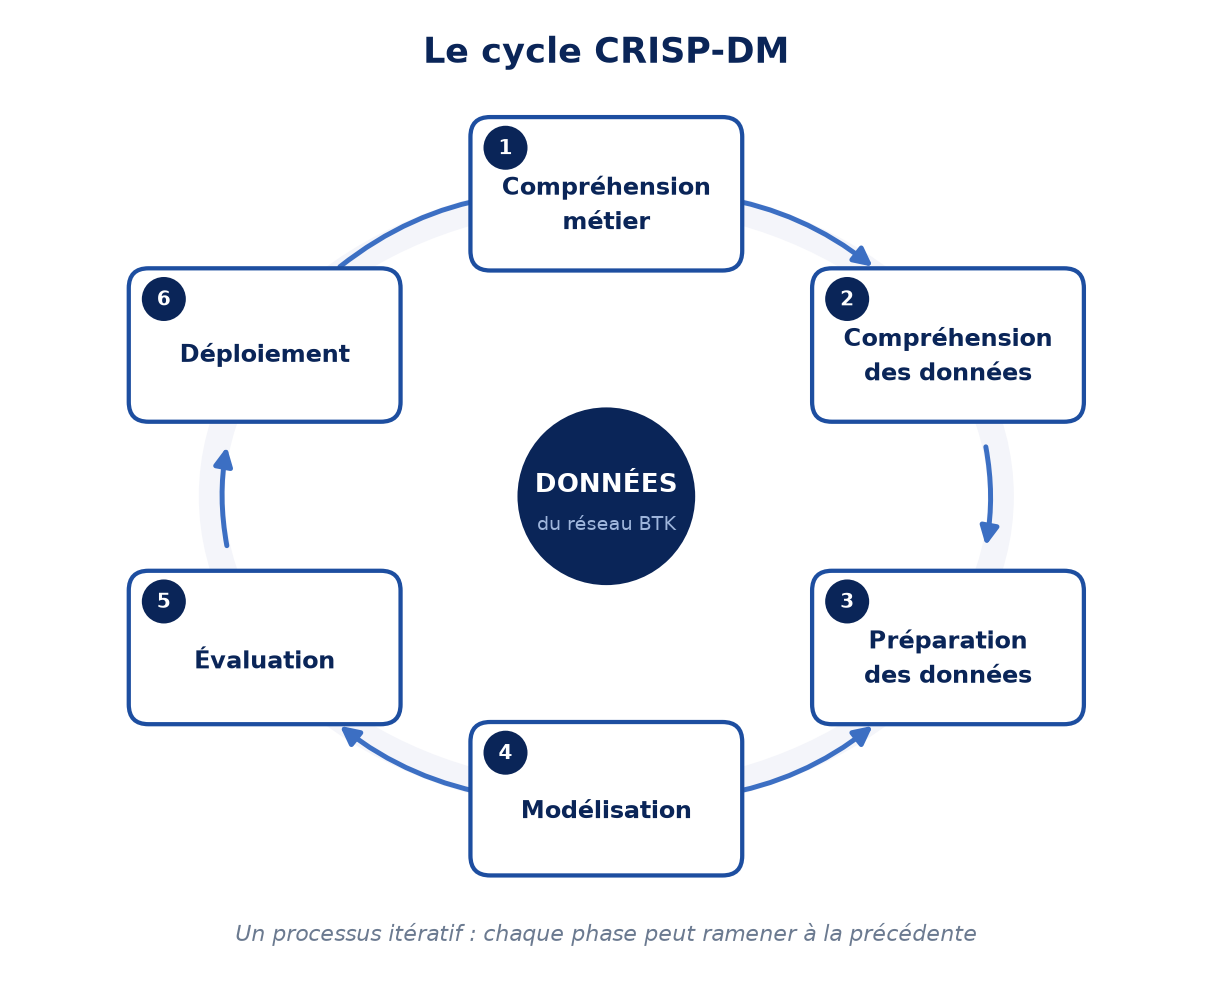 Le cycle CRISP-DM
1
Compréhension
métier
2
Compréhension
des données
3
Préparation
des données
4
Modélisation
5
Évaluation
6
Déploiement
DONNÉES
du réseau BTK
Un processus itératif : chaque phase peut ramener à la précédente